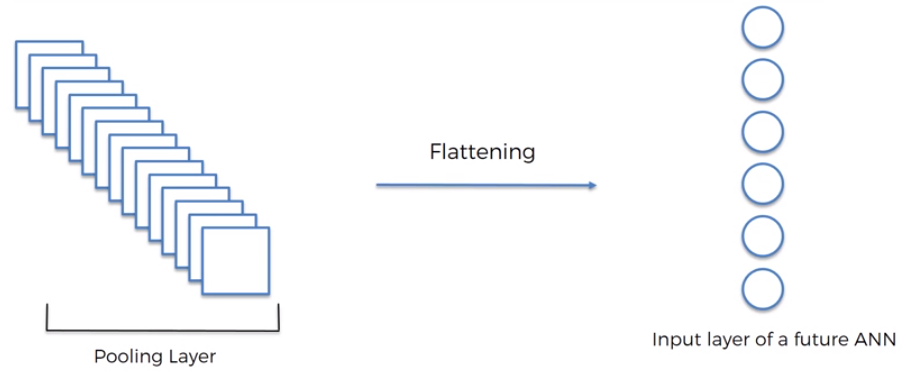 Flattening
Pooling Layer
Input layer of a future ANN